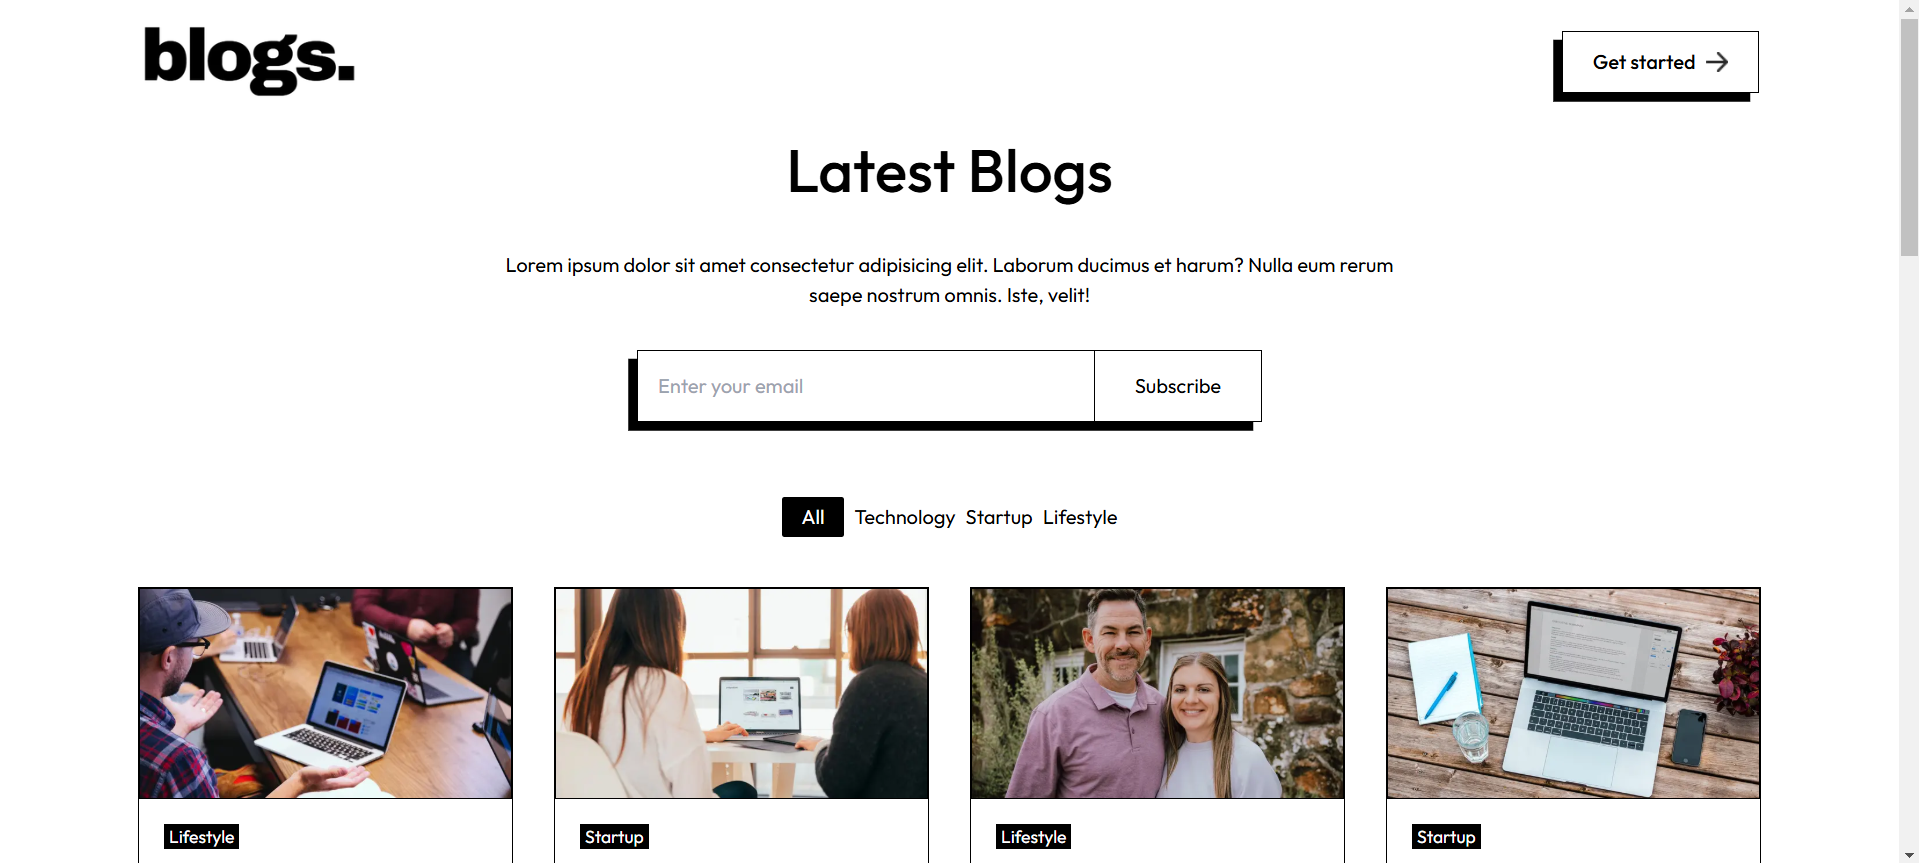 blogs.
Get started
Latest Blogs
Lorem ipsum dolor sit amet consectetur adipisicing elit. Laborum ducimus et harum? Nulla eum rerum
saepe nostrum omnis. Iste, velit!
Enter your email
Subscribe
All Technology Startup Lifestyle
Lifestyle
Startup
Lifestyle
Startup